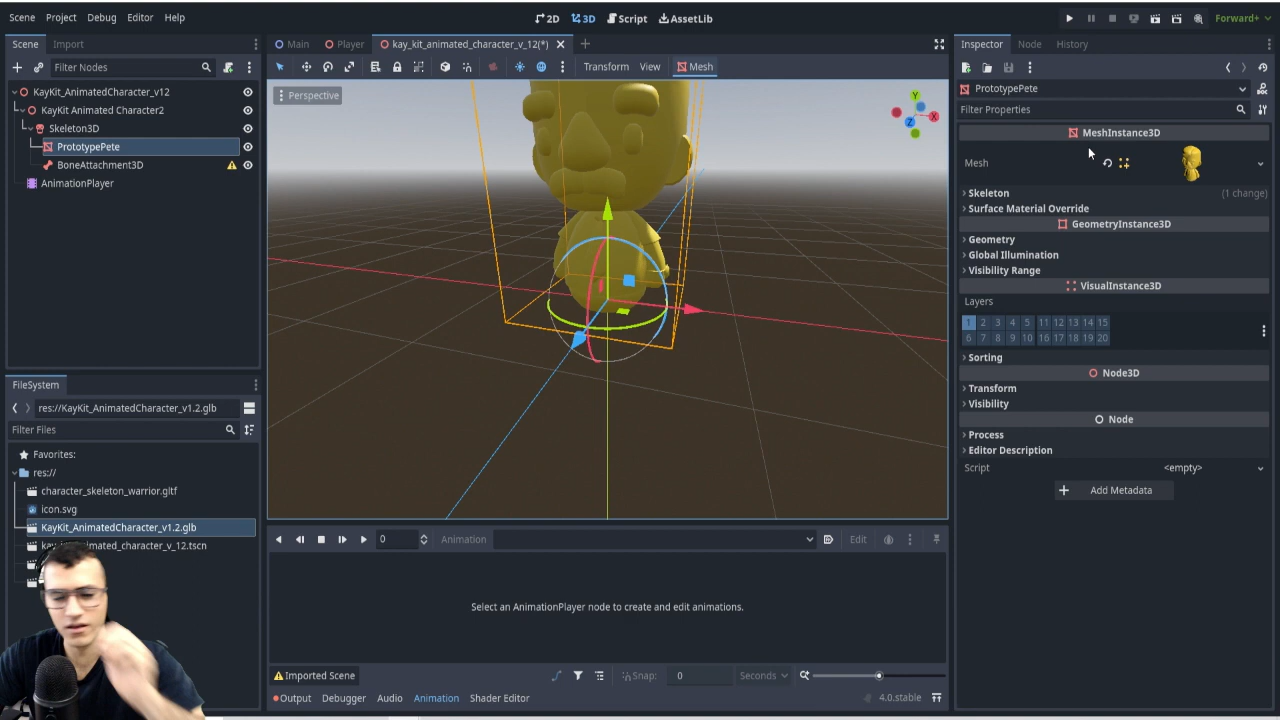 Scene Project Debug Editor Help
2D 3D Script AssetLib
Forward+
Scene Import
Main Player kay_kit_animated_character_v_12(*)
Inspector Node History
Filter Nodes
Transform View Mesh
KayKit_AnimatedCharacter_v12
KayKit Animated Character2
Skeleton3D
PrototypePete
BoneAttachment3D
AnimationPlayer
Perspective
Y
X
Z
PrototypePete
Filter Properties
MeshInstance3D
Mesh
Skeleton (1 change)
Surface Material Override
GeometryInstance3D
Geometry
Global Illumination
Visibility Range
VisualInstance3D
Layers
1 2 3 4 5 11 12 13 14 15
6 7 8 9 10 16 17 18 19 20
Sorting
Node3D
Transform
Visibility
Node
Process
Editor Description
Script <empty>
Add Metadata
FileSystem
res://KayKit_AnimatedCharacter_v1.2.glb
Filter Files
Favorites:
res://
character_skeleton_warrior.gltf
icon.svg
KayKit_AnimatedCharacter_v1.2.glb
animated_character_v_12.tscn
0 Animation Edit
Select an AnimationPlayer node to create and edit animations.
Imported Scene
Snap: 0 Seconds
Output Debugger Audio Animation Shader Editor
4.0.stable